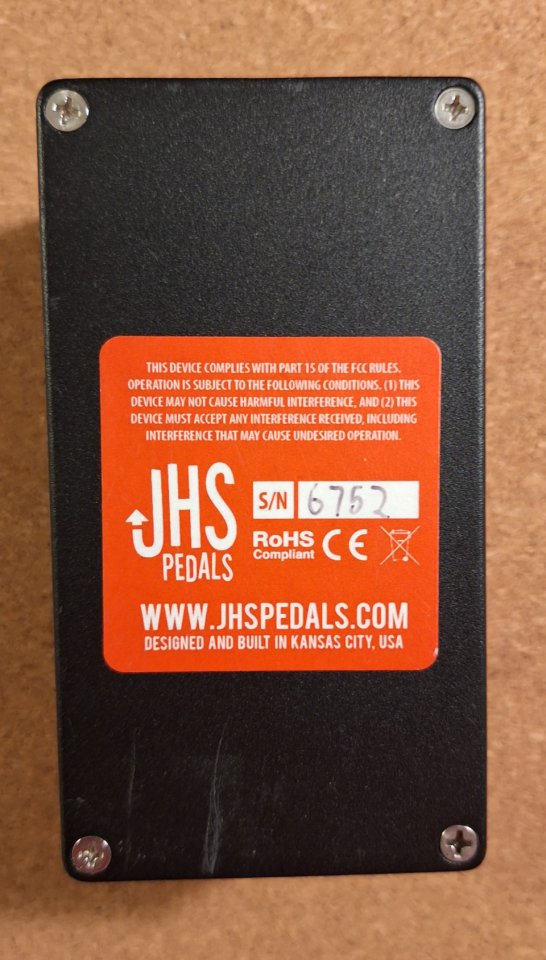 THIS DEVICE COMPLIES WITH PART 15 OF THE FCC RULES.
OPERATION IS SUBJECT TO THE FOLLOWING CONDITIONS. (1) THIS
DEVICE MAY NOT CAUSE HARMFUL INTERFERENCE, AND (2) THIS
DEVICE MUST ACCEPT ANY INTERFERENCE RECEIVED, INCLUDING
INTERFERENCE THAT MAY CAUSE UNDESIRED OPERATION.
JHS
PEDALS
S/N 6752
RoHS
Compliant CE
WWW.JHSPEDALS.COM
DESIGNED AND BUILT IN KANSAS CITY, USA